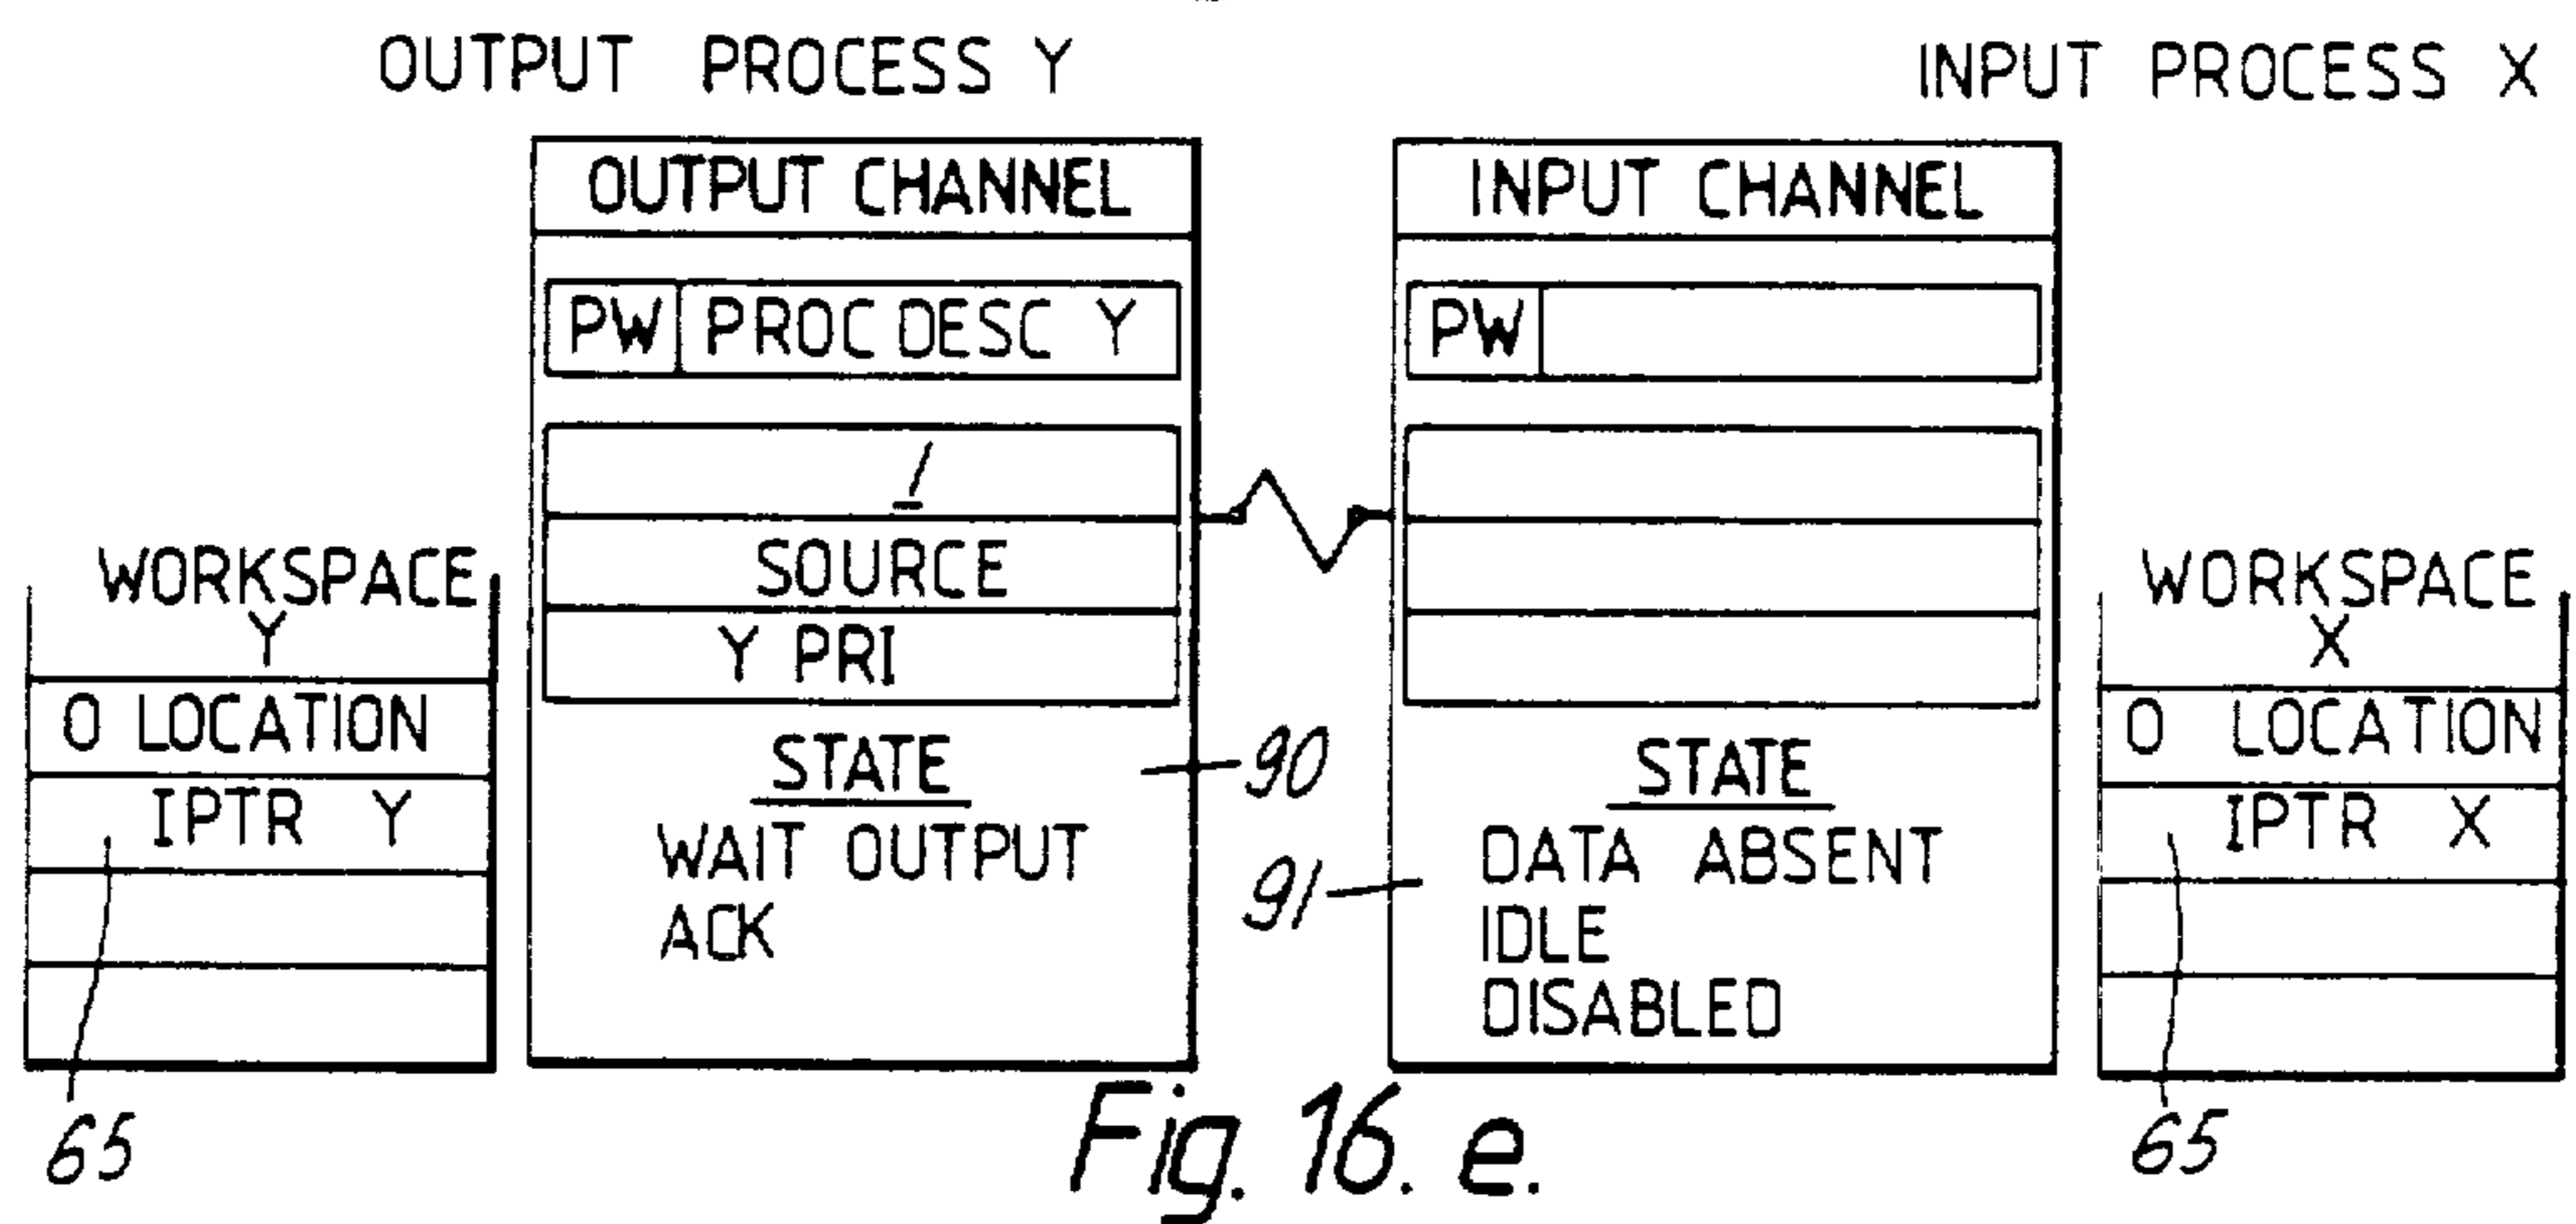 OUTPUT PROCESS Y
INPUT PROCESS X
OUTPUT CHANNEL
PW PROC DESC Y
1
SOURCE
Y PRI
STATE
WAIT OUTPUT
ACK
90
INPUT CHANNEL
PW
STATE
DATA ABSENT
IDLE
DISABLED
91
WORKSPACE
Y
0 LOCATION
IPTR Y
65
WORKSPACE
X
0 LOCATION
IPTR X
65
Fig. 16. e.